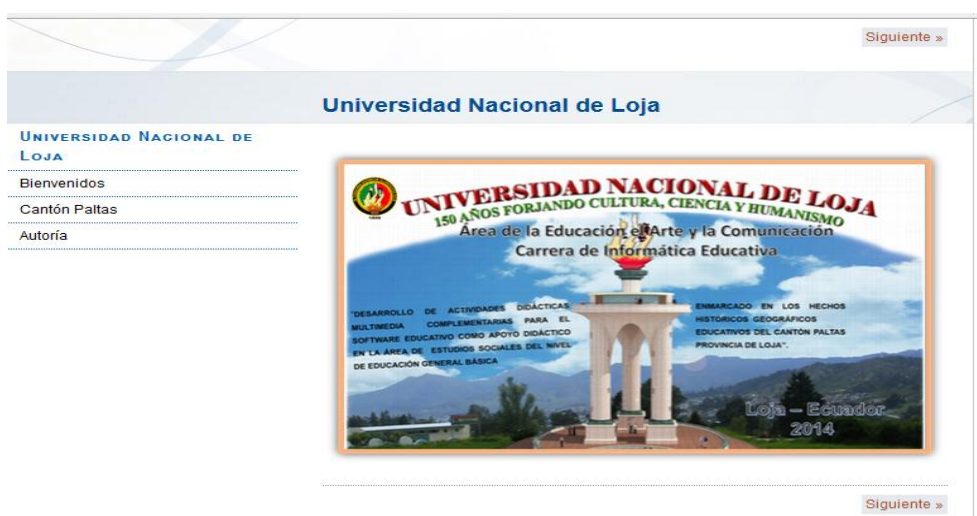 Siguiente »
Universidad Nacional de Loja
UNIVERSIDAD NACIONAL DE
LOJA
Bienvenidos
Cantón Paltas
Autoría
UNIVERSIDAD NACIONAL DE LOJA
150 AÑOS FORJANDO CULTURA, CIENCIA Y HUMANISMO
Área de la Educación el Arte y la Comunicación
Carrera de Informática Educativa
"DESARROLLO DE ACTIVIDADES DIDÁCTICAS
MULTIMEDIA COMPLEMENTARIAS PARA EL
SOFTWARE EDUCATIVO COMO APOYO DIDÁCTICO
EN LA ÁREA DE ESTUDIOS SOCIALES DEL NIVEL
DE EDUCACIÓN GENERAL BÁSICA
ENMARCADO EN LOS HECHOS
HISTÓRICOS GEOGRÁFICOS
EDUCATIVOS DEL CANTÓN PALTAS
PROVINCIA DE LOJA".
Loja – Ecuador
2014
Siguiente »